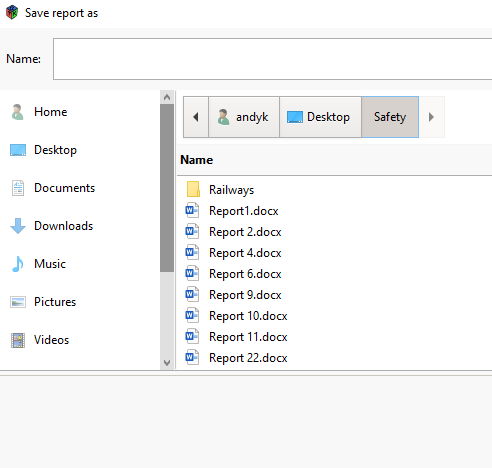 Save report as
Name:
Home
Desktop
Documents
Downloads
Music
Pictures
Videos
andyk Desktop Safety
Name
Railways
Report1.docx
Report 2.docx
Report 4.docx
Report 6.docx
Report 9.docx
Report 10.docx
Report 11.docx
Report 22.docx